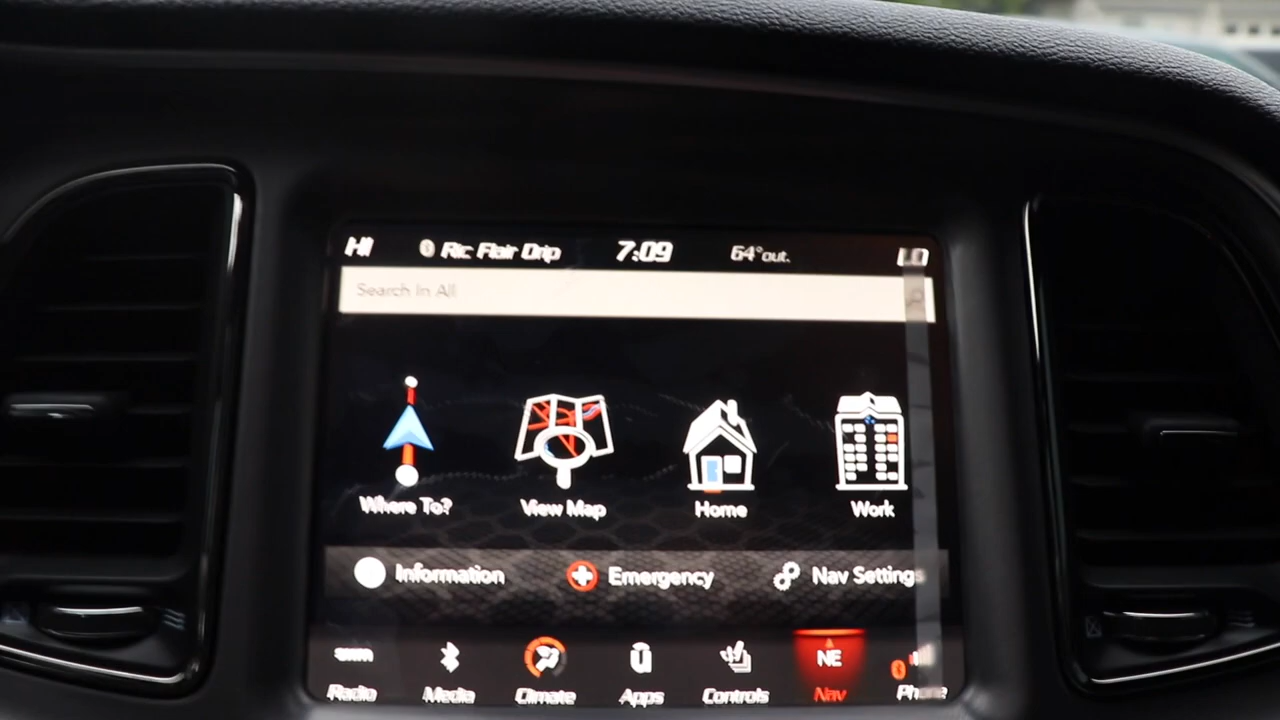 HI Ric Flair Drip 7:09 64°out. LO
Search In All
Where To? View Map Home Work
Information Emergency Nav Settings
NE
Radio Media Climate Apps Controls Nav Phone